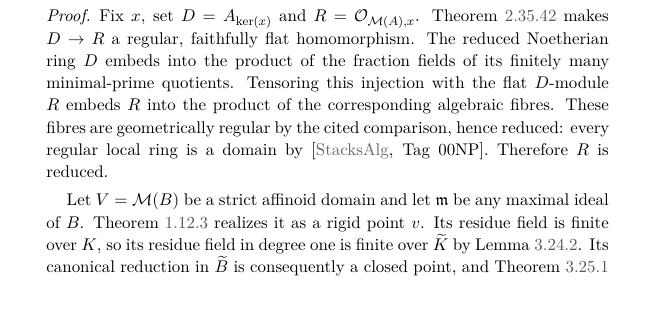 Proof. Fix x, set D = A_{ker(x)} and R = 𝒪_{ℳ(A),x}. Theorem 2.35.42 makes
D → R a regular, faithfully flat homomorphism. The reduced Noetherian
ring D embeds into the product of the fraction fields of its finitely many
minimal-prime quotients. Tensoring this injection with the flat D-module
R embeds R into the product of the corresponding algebraic fibres. These
fibres are geometrically regular by the cited comparison, hence reduced: every
regular local ring is a domain by [StacksAlg, Tag 00NP]. Therefore R is
reduced.
Let V = ℳ(B) be a strict affinoid domain and let 𝔪 be any maximal ideal
of B. Theorem 1.12.3 realizes it as a rigid point v. Its residue field is finite
over K, so its residue field in degree one is finite over K̃ by Lemma 3.24.2. Its
canonical reduction in B̃ is consequently a closed point, and Theorem 3.25.1